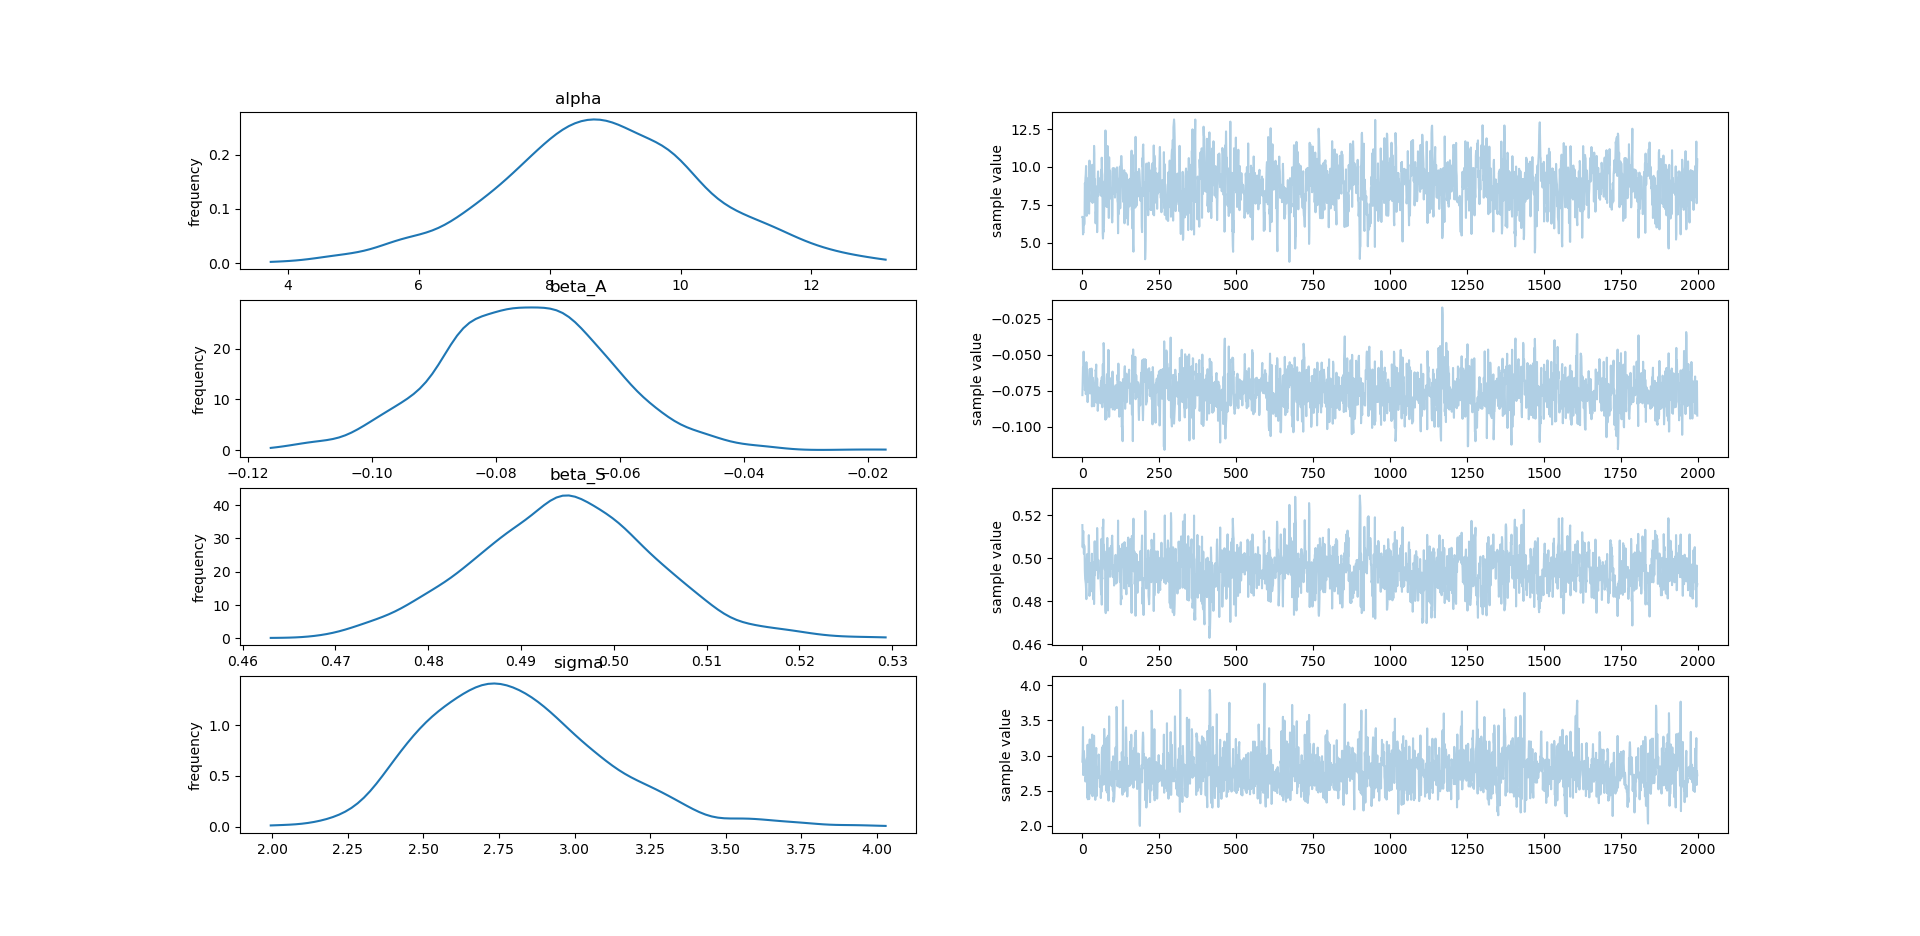 alpha
frequency
0.2
0.1
0.0
4 6 8 10 12
sample value
12.5
10.0
7.5
5.0
0 250 500 750 1000 1250 1500 1750 2000
beta_A
frequency
20
10
0
−0.12 −0.10 −0.08 −0.06 −0.04 −0.02
sample value
−0.025
−0.050
−0.075
−0.100
0 250 500 750 1000 1250 1500 1750 2000
beta_S
frequency
40
30
20
10
0
0.46 0.47 0.48 0.49 0.50 0.51 0.52 0.53
sample value
0.52
0.50
0.48
0.46
0 250 500 750 1000 1250 1500 1750 2000
sigma
frequency
1.0
0.5
0.0
2.00 2.25 2.50 2.75 3.00 3.25 3.50 3.75 4.00
sample value
4.0
3.5
3.0
2.5
2.0
0 250 500 750 1000 1250 1500 1750 2000